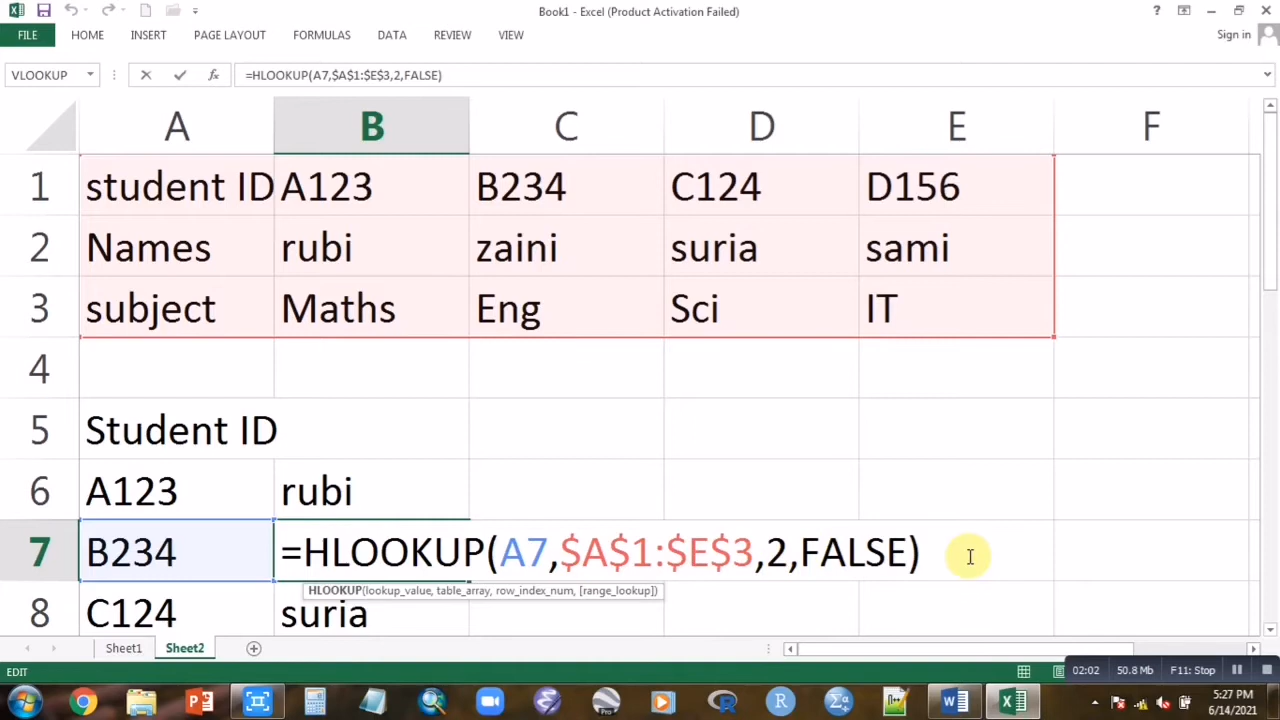 Book1 - Excel (Product Activation Failed)
FILE HOME INSERT PAGE LAYOUT FORMULAS DATA REVIEW VIEW Sign in
VLOOKUP fx =HLOOKUP(A7,$A$1:$E$3,2,FALSE)
A B C D E F
1 student ID A123 B234 C124 D156
2 Names rubi zaini suria sami
3 subject Maths Eng Sci IT
4
5 Student ID
6 A123 rubi
7 B234 =HLOOKUP(A7,$A$1:$E$3,2,FALSE)
HLOOKUP(lookup_value, table_array, row_index_num, [range_lookup])
8 C124 suria
Sheet1 Sheet2
EDIT 02:02 50.8 MB F11: Stop
5:27 PM
6/14/2021